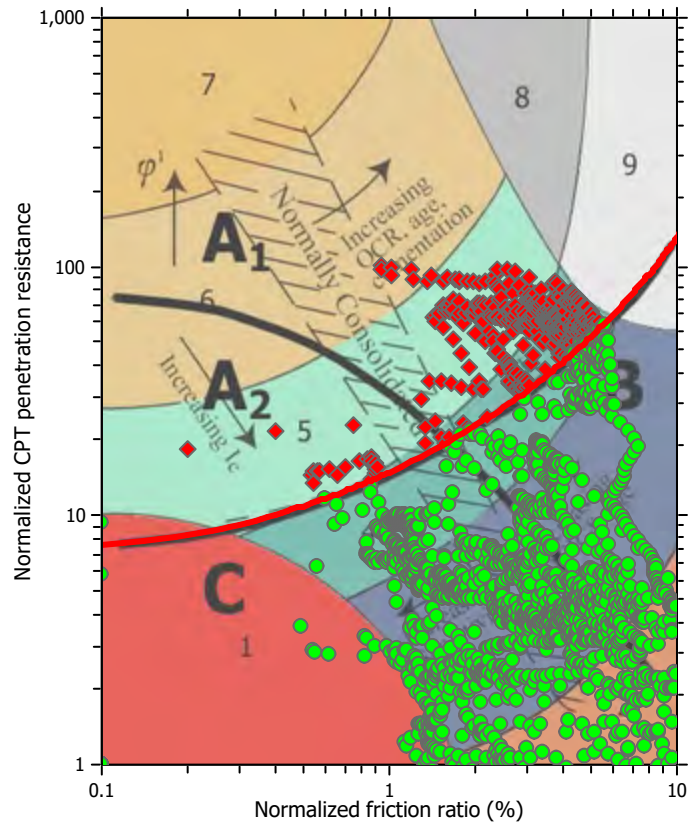 1,000
7
8
9
φ'
Increasing
OCR, age,
cementation
Normally Consolidated
A1
100
6
A2
Increasing Ic
5
B
10
C
1
1
0.1
1
10
Normalized friction ratio (%)
Normalized CPT penetration resistance